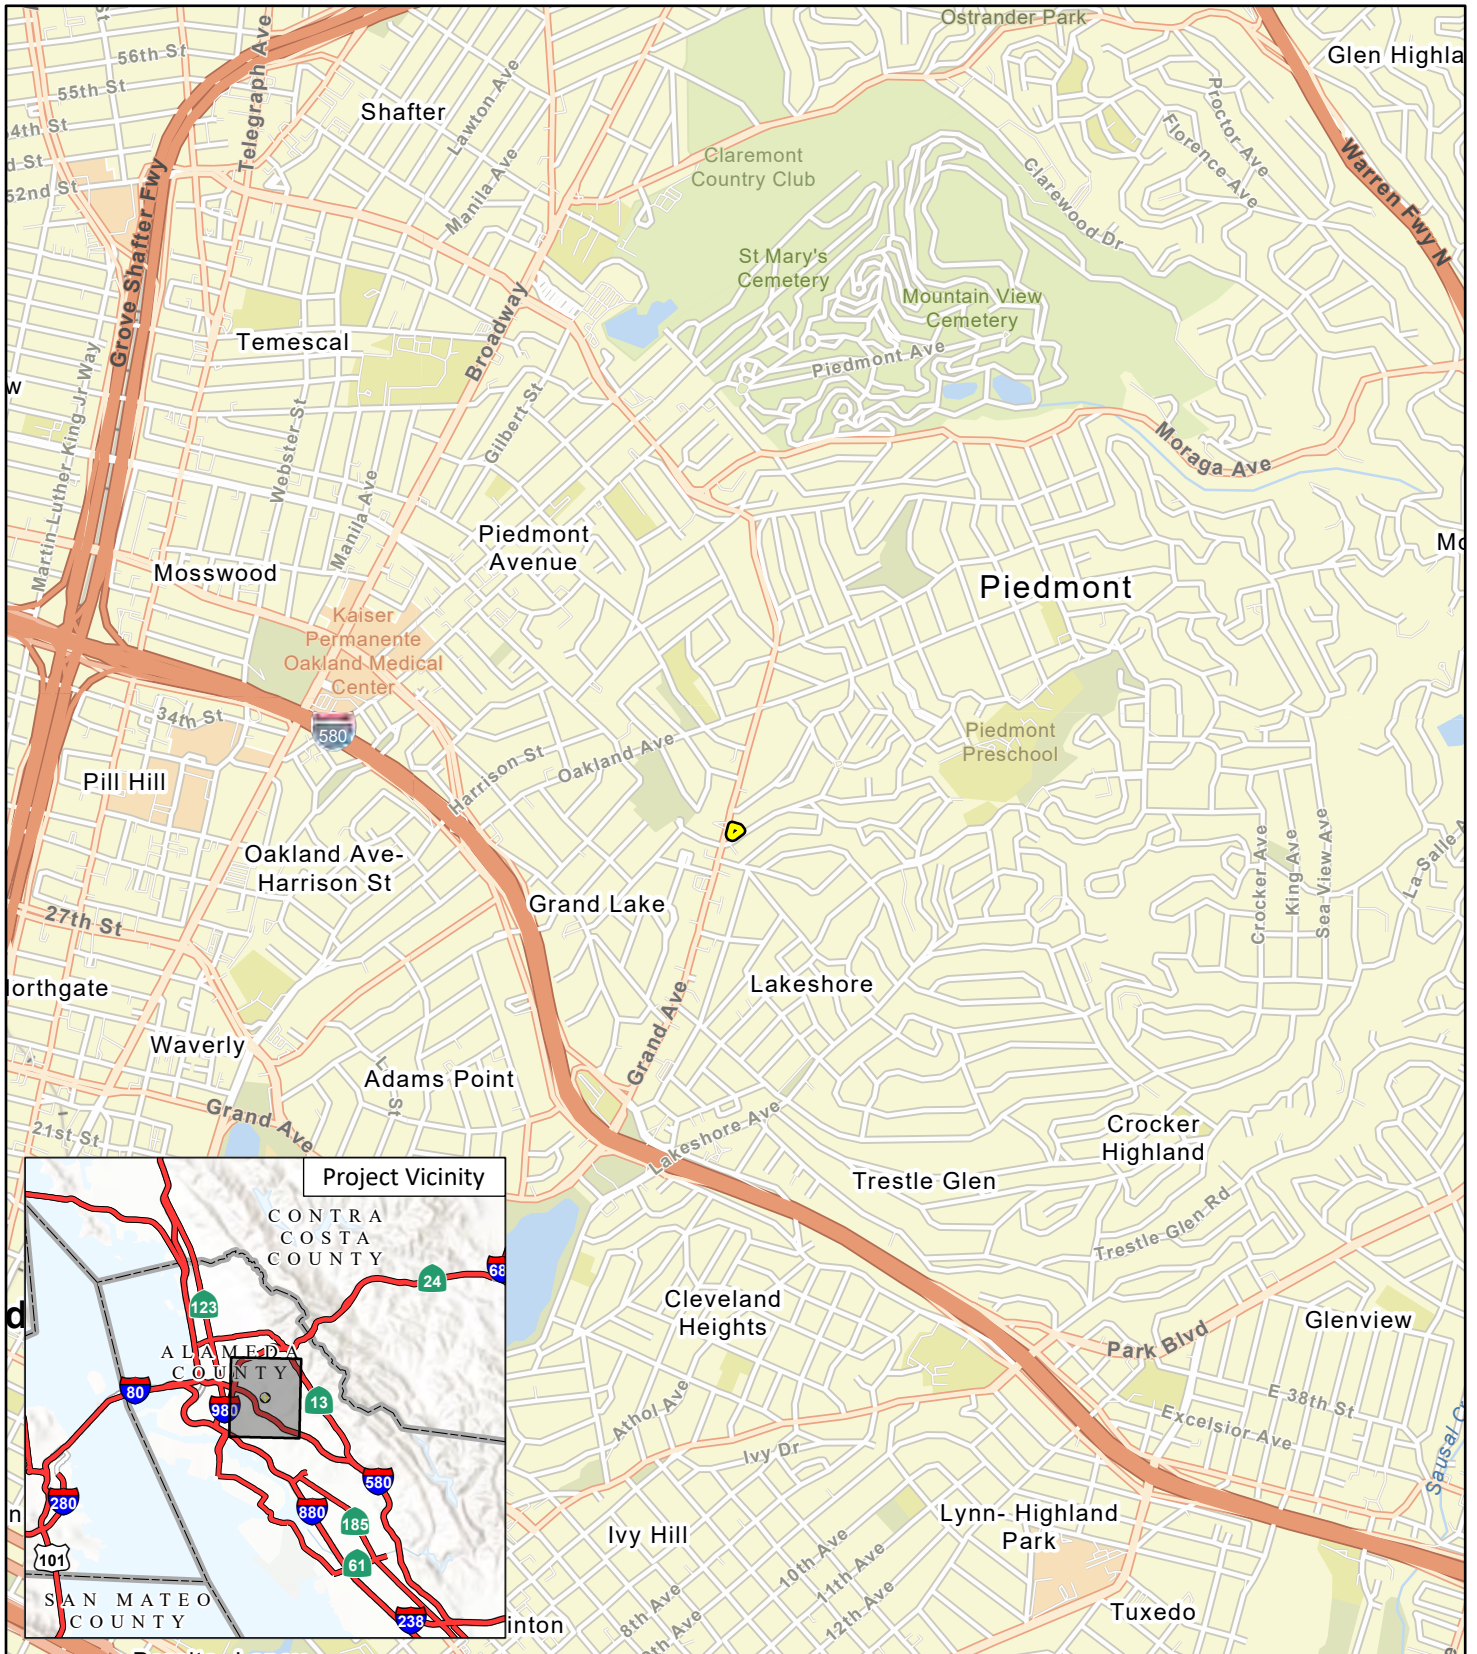 Ostrander Park
56th St
Telegraph Ave
Glen Highla
55th St
Shafter
Lawton Ave
Proctor Ave
Florence Ave
4th St
d St
52nd St
Claremont
Country Club
Manila Ave
Clarewood Dr
Warren Fwy N
Grove Shafter Fwy
St Mary's
Cemetery
Mountain View
Cemetery
Broadway
Temescal
Piedmont Ave
w
Martin Luther King Jr Way
Gilbert St
Webster St
Manila Ave
Moraga Ave
Piedmont
Avenue
Mo
Mosswood
Piedmont
Kaiser
Permanente
Oakland Medical
Center
34th St
580
Harrison St
Oakland Ave
Piedmont
Preschool
Pill Hill
Oakland Ave-
Harrison St
Crocker Ave
King Ave
Sea View Ave
La Salle A
Grand Lake
27th St
Lakeshore
lorthgate
Grand Ave
Waverly
Adams Point
L
St
Grand Ave
21st St
Lakeshore Ave
Crocker
Highland
Trestle Glen
Trestle Glen Rd
Project Vicinity
CONTRA
COSTA
COUNTY
24
68
123
ALAMEDA
COUNTY
80
980
13
580
280
880
185
101
61
SAN MATEO
COUNTY
238
d
n
inton
Cleveland
Heights
Park Blvd
Glenview
Athol Ave
E 38th St
Excelsior Ave
Ivy Dr
Sausal Cr
Ivy Hill
Lynn- Highland
Park
10th Ave
11th Ave
12th Ave
8th Ave
9th Ave
Tuxedo